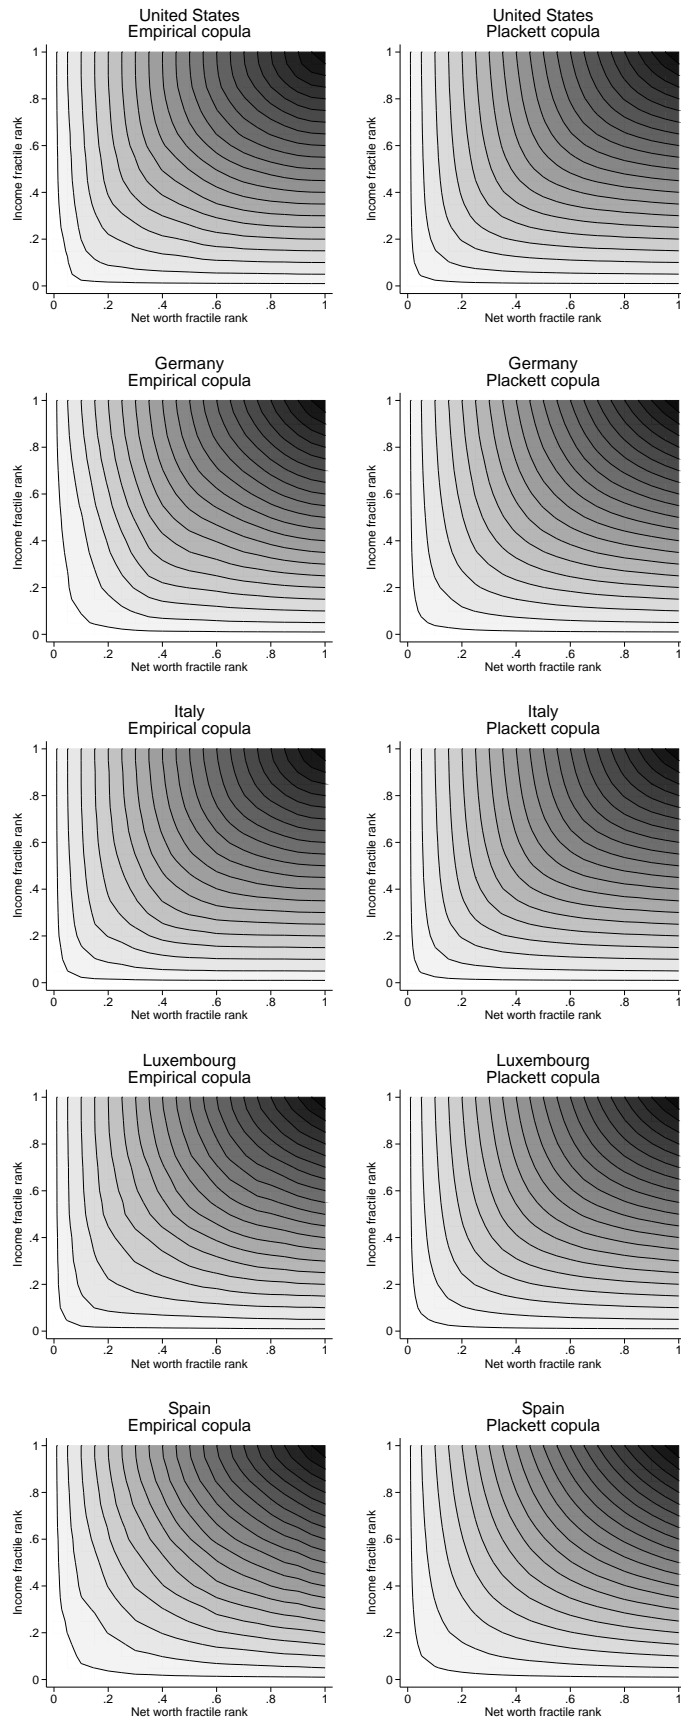 United States
Empirical copula
Income fractile rank
1
.8
.6
.4
.2
0
0 .2 .4 .6 .8 1
Net worth fractile rank
United States
Plackett copula
Income fractile rank
1
.8
.6
.4
.2
0
0 .2 .4 .6 .8 1
Net worth fractile rank
Germany
Empirical copula
Income fractile rank
1
.8
.6
.4
.2
0
0 .2 .4 .6 .8 1
Net worth fractile rank
Germany
Plackett copula
Income fractile rank
1
.8
.6
.4
.2
0
0 .2 .4 .6 .8 1
Net worth fractile rank
Italy
Empirical copula
Income fractile rank
1
.8
.6
.4
.2
0
0 .2 .4 .6 .8 1
Net worth fractile rank
Italy
Plackett copula
Income fractile rank
1
.8
.6
.4
.2
0
0 .2 .4 .6 .8 1
Net worth fractile rank
Luxembourg
Empirical copula
Income fractile rank
1
.8
.6
.4
.2
0
0 .2 .4 .6 .8 1
Net worth fractile rank
Luxembourg
Plackett copula
Income fractile rank
1
.8
.6
.4
.2
0
0 .2 .4 .6 .8 1
Net worth fractile rank
Spain
Empirical copula
Income fractile rank
1
.8
.6
.4
.2
0
0 .2 .4 .6 .8 1
Net worth fractile rank
Spain
Plackett copula
Income fractile rank
1
.8
.6
.4
.2
0
0 .2 .4 .6 .8 1
Net worth fractile rank